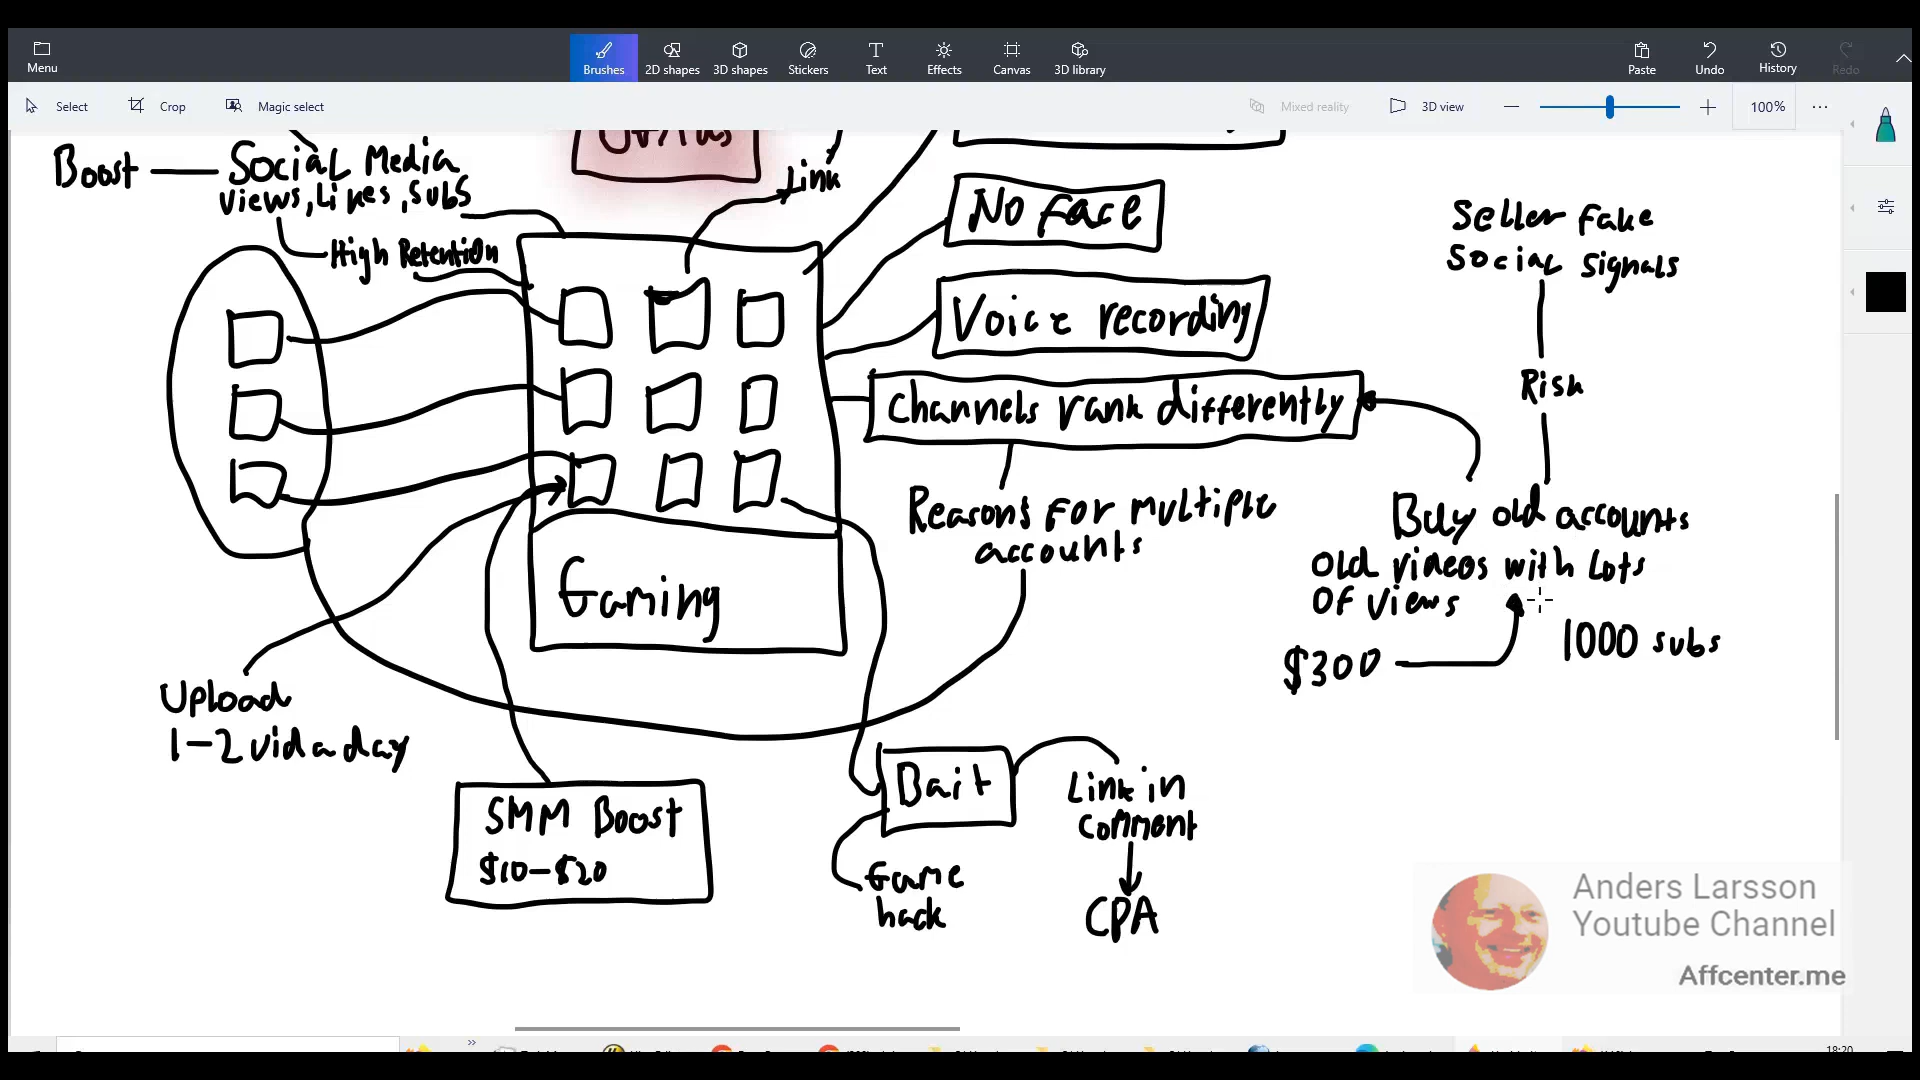 Menu
Brushes
2D shapes
3D shapes
Stickers
Text
Effects
Canvas
3D library
Paste
Undo
History
Redo
Select
Crop
Magic select
Mixed reality
3D view
100%
Boost
Social Media
Views, Likes, Subs
High Retention
Link
No face
Voice recording
Channels rank differently
Reasons for multiple
accounts
Seller fake
Social signals
Risk
Buy old accounts
Old videos with lots
of views
$300
1000 subs
Gaming
Upload
1-2 vid a day
SMM Boost
$10-$20
Bait
Link in
comment
CPA
Game
hack
Anders Larsson
Youtube Channel
Affcenter.me
18:20